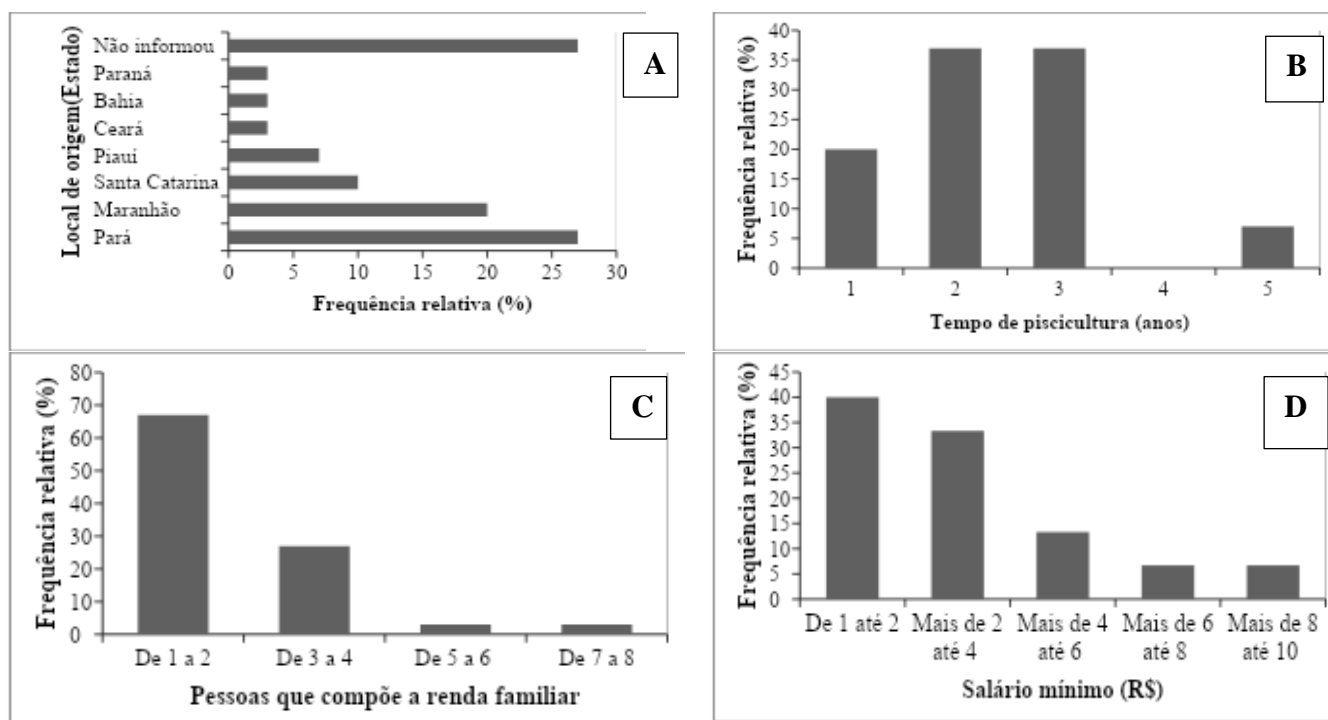 A
Local de origem(Estado)
Não informou
Paraná
Bahia
Ceará
Piauí
Santa Catarina
Maranhão
Pará
0 5 10 15 20 25 30
Frequência relativa (%)
B
Frequência relativa (%)
40
35
30
25
20
15
10
5
0
1 2 3 4 5
Tempo de piscicultura (anos)
C
Frequência relativa (%)
80
70
60
50
40
30
20
10
0
De 1 a 2 De 3 a 4 De 5 a 6 De 7 a 8
Pessoas que compõe a renda familiar
D
Frequência relativa (%)
45
40
35
30
25
20
15
10
5
0
De 1 até 2 Mais de 2 Mais de 4 Mais de 6 Mais de 8
até 4 até 6 até 8 até 10
Salário mínimo (R$)